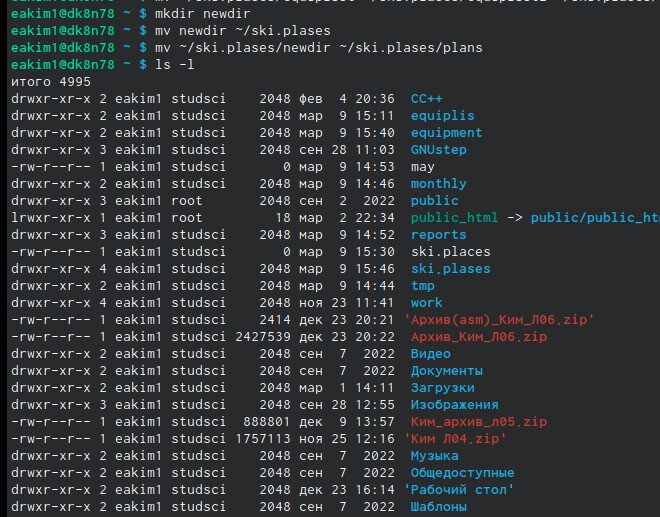 eakim1@dk8n78 ~ $ mkdir newdir
eakim1@dk8n78 ~ $ mv newdir ~/ski.plases
eakim1@dk8n78 ~ $ mv ~/ski.plases/newdir ~/ski.plases/plans
eakim1@dk8n78 ~ $ ls -l
итого 4995
drwxr-xr-x 2 eakim1 studsci    2048 фев  4 20:36  CC++
drwxr-xr-x 2 eakim1 studsci    2048 мар  9 15:11  equiplis
drwxr-xr-x 2 eakim1 studsci    2048 мар  9 15:40  equipment
drwxr-xr-x 3 eakim1 studsci    2048 сен 28 11:03  GNUstep
-rw-r--r-- 1 eakim1 studsci       0 мар  9 14:53  may
drwxr-xr-x 2 eakim1 studsci    2048 мар  9 14:46  monthly
drwxr-xr-x 3 eakim1 root       2048 сен  2  2022  public
lrwxr-xr-x 1 eakim1 root         18 мар  2 22:34  public_html -> public/public_ht
drwxr-xr-x 3 eakim1 studsci    2048 мар  9 14:52  reports
-rw-r--r-- 1 eakim1 studsci       0 мар  9 15:30  ski.places
drwxr-xr-x 4 eakim1 studsci    2048 мар  9 15:46  ski.plases
drwxr-xr-x 2 eakim1 studsci    2048 мар  9 14:44  tmp
drwxr-xr-x 4 eakim1 studsci    2048 ноя 23 11:41  work
-rw-r--r-- 1 eakim1 studsci    2414 дек 23 20:21 'Архив(asm)_Ким_Л06.zip'
-rw-r--r-- 1 eakim1 studsci 2427539 дек 23 20:22  Архив_Ким_Л06.zip
drwxr-xr-x 2 eakim1 studsci    2048 сен  7  2022  Видео
drwxr-xr-x 2 eakim1 studsci    2048 сен  7  2022  Документы
drwxr-xr-x 2 eakim1 studsci    2048 мар  1 14:11  Загрузки
drwxr-xr-x 3 eakim1 studsci    2048 сен 28 12:55  Изображения
-rw-r--r-- 1 eakim1 studsci  888801 дек  9 13:57  Ким_архив_л05.zip
-rw-r--r-- 1 eakim1 studsci 1757113 ноя 25 12:16 'Ким Л04.zip'
drwxr-xr-x 2 eakim1 studsci    2048 сен  7  2022  Музыка
drwxr-xr-x 2 eakim1 studsci    2048 сен  7  2022  Общедоступные
drwxr-xr-x 2 eakim1 studsci    2048 дек 23 16:14 'Рабочий стол'
drwxr-xr-x 2 eakim1 studsci    2048 сен  7  2022  Шаблоны